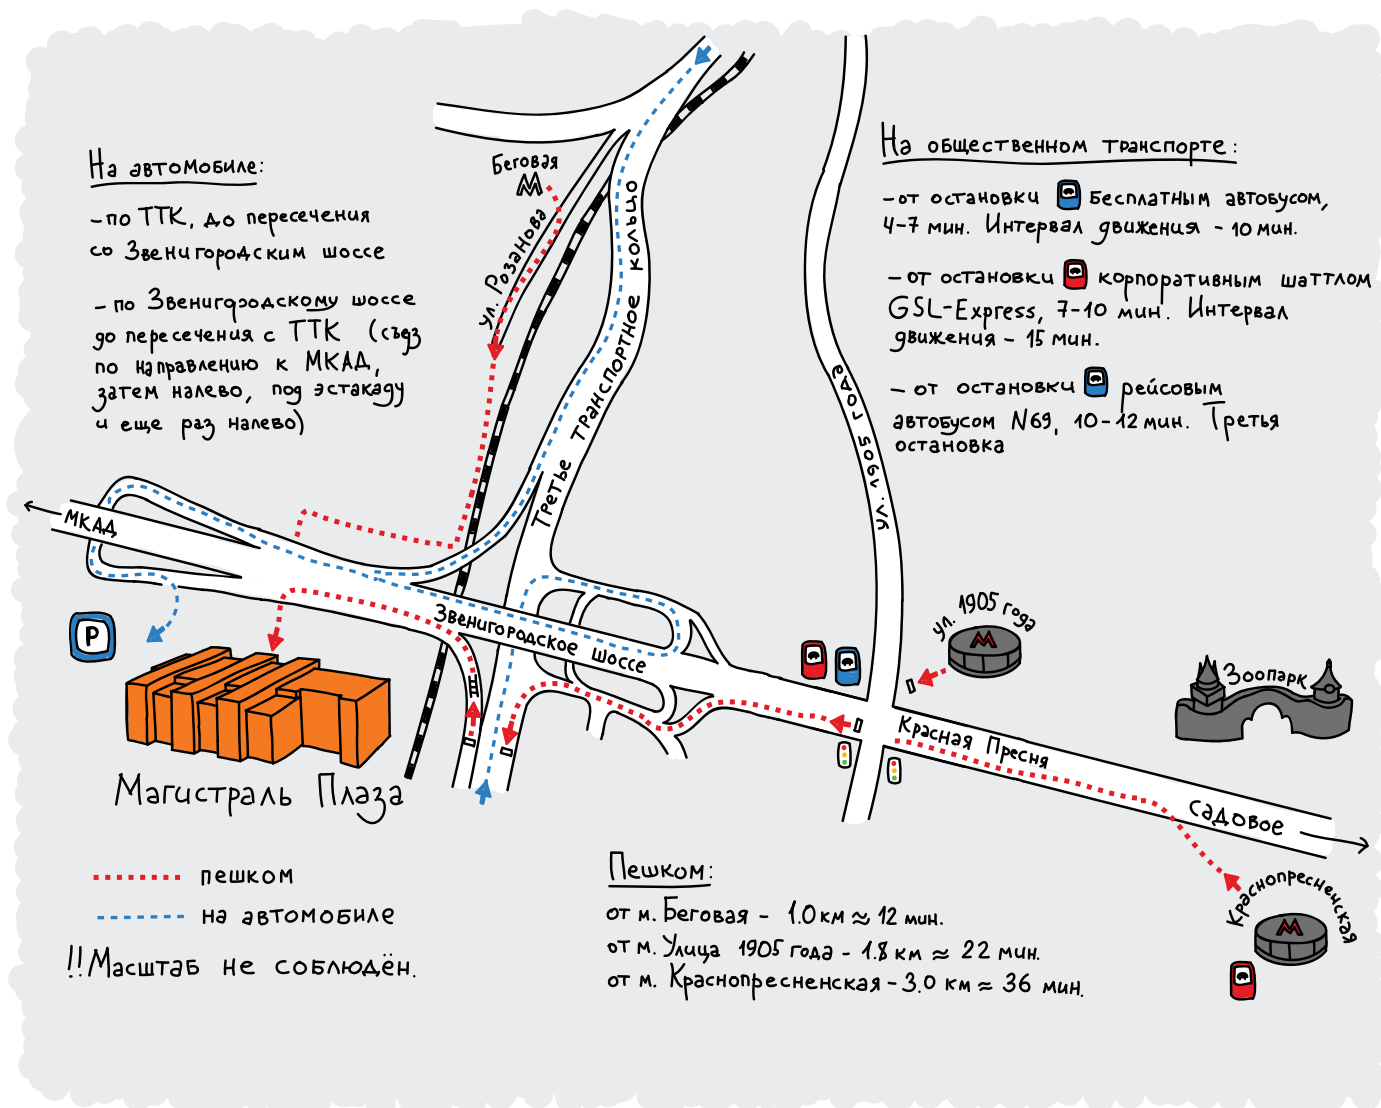 На автомобиле:
- по ТТК, до пересечения
со Звенигородским шоссе
- по Звенигородскому шоссе
до пересечения с ТТК (съезд
по направлению к МКАД,
затем налево, под эстакаду
и еще раз налево)
Беговая
ул. Розанова
Третье транспортное кольцо
ул. 1905 года
На общественном транспорте:
- от остановки бесплатным автобусом,
4-7 мин. Интервал движения - 10 мин.
- от остановки корпоративным шаттлом
GSL-Express, 7-10 мин. Интервал
движения - 15 мин.
- от остановки рейсовым
автобусом N69, 10-12 мин. Третья
остановка
МКАД
Звенигородское шоссе
P
ул. 1905 года
Зоопарк
Красная Пресня
Садовое
Магистраль Плаза
Краснопресненская
пешком
на автомобиле
!!Масштаб не соблюдён.
Пешком:
от м. Беговая - 1.0 км ≈ 12 мин.
от м. Улица 1905 года - 1.8 км ≈ 22 мин.
от м. Краснопресненская - 3.0 км ≈ 36 мин.